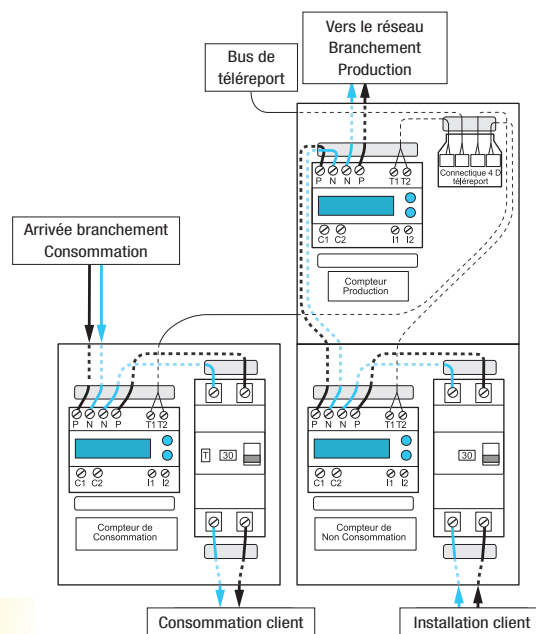 Vers le réseau
Branchement
Production
Bus de
téléreport
P N N P T1 T2
Connectique 4 D
téléreport
C1 C2 I1 I2
Compteur
Production
Arrivée branchement
Consommation
P N N P T1 T2
T 30
C1 C2 I1 I2
Compteur de
Consommation
P N N P T1 T2
30
C1 C2 I1 I2
Compteur de
Non Consommation
Consommation client
Installation client